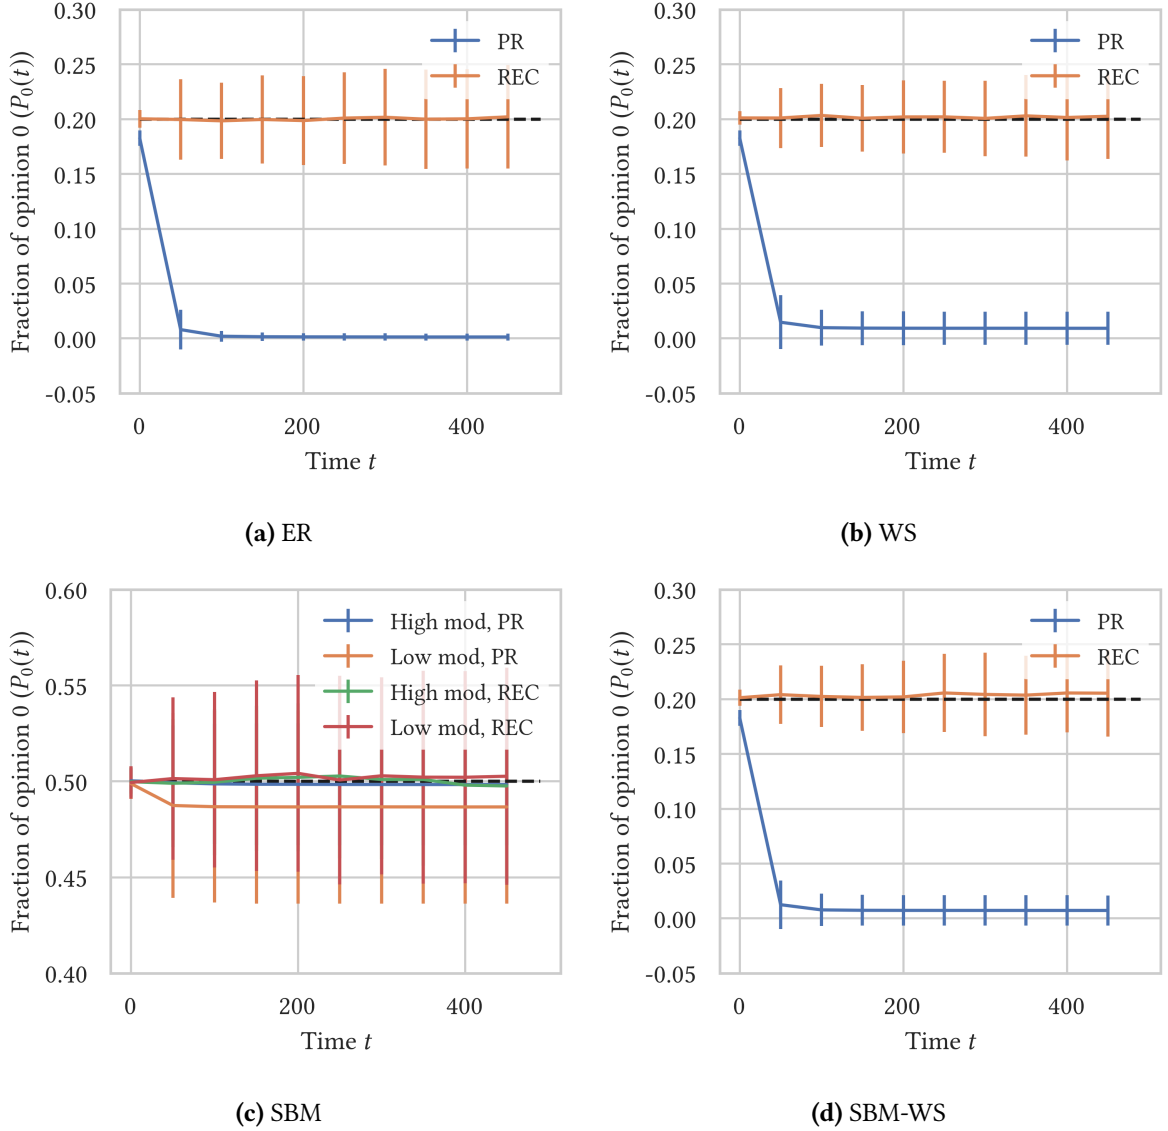 0.30
0.25
0.20
0.15
0.10
0.05
0.00
-0.05
Fraction of opinion 0 (P₀(t))
0 200 400
Time t
PR
REC
(a) ER
0.30
0.25
0.20
0.15
0.10
0.05
0.00
-0.05
Fraction of opinion 0 (P₀(t))
0 200 400
Time t
PR
REC
(b) WS
0.60
0.55
0.50
0.45
0.40
Fraction of opinion 0 (P₀(t))
0 200 400
Time t
High mod, PR
Low mod, PR
High mod, REC
Low mod, REC
(c) SBM
0.30
0.25
0.20
0.15
0.10
0.05
0.00
-0.05
Fraction of opinion 0 (P₀(t))
0 200 400
Time t
PR
REC
(d) SBM-WS